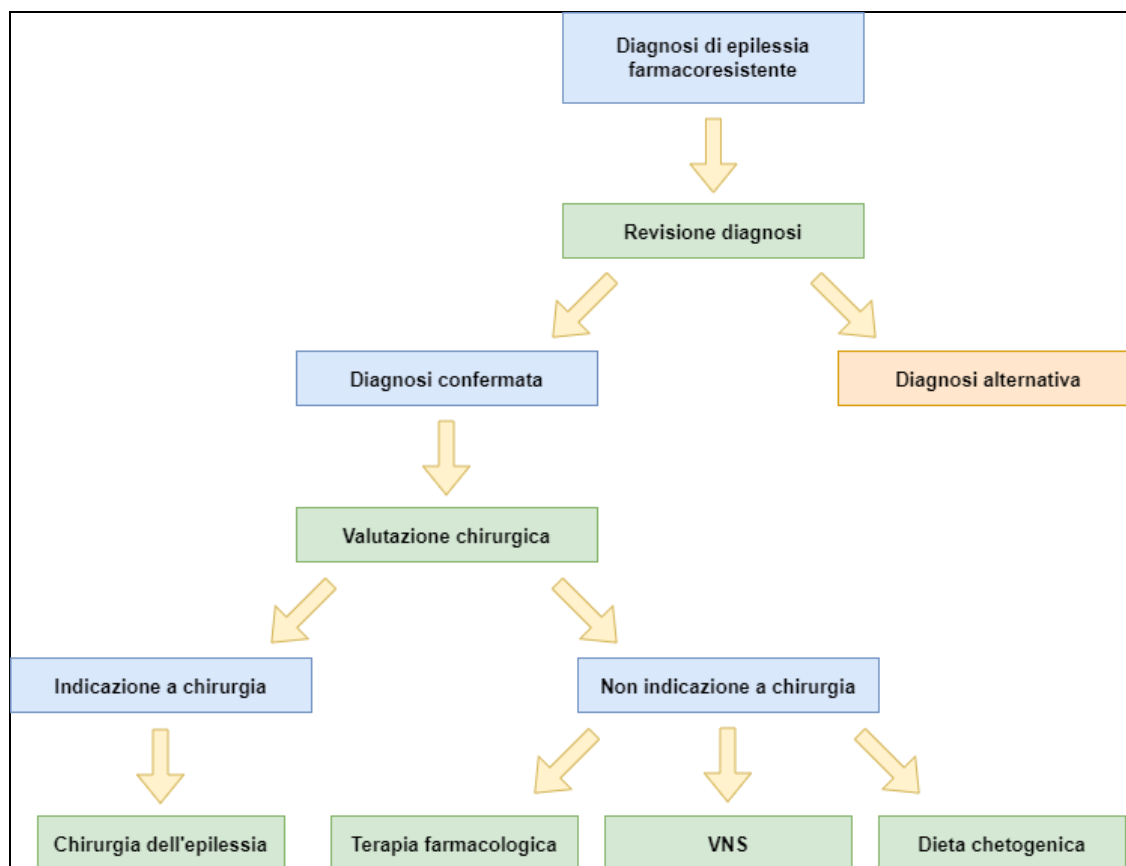 Diagnosi di epilessia
farmacoresistente
Revisione diagnosi
Diagnosi confermata
Diagnosi alternativa
Valutazione chirurgica
Indicazione a chirurgia
Non indicazione a chirurgia
Chirurgia dell'epilessia
Terapia farmacologica
VNS
Dieta chetogenica